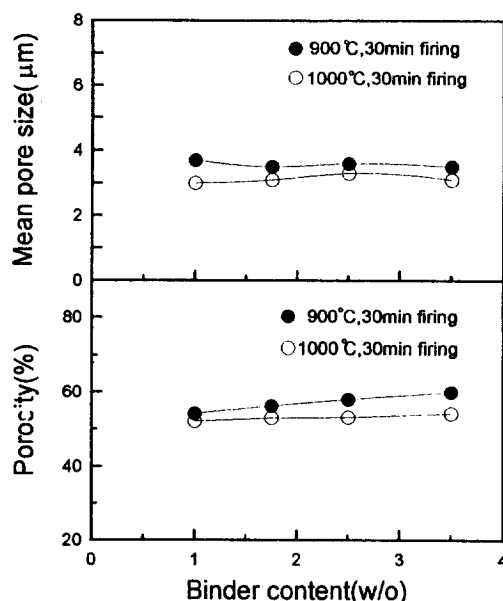 8
● 900℃,30min firing
○ 1000℃,30min firing
6
Mean pore size( μm)
4
2
0
80
● 900℃,30min firing
○ 1000℃,30min firing
60
Porocity(%)
40
20
0 1 2 3 4
Binder content(w/o)